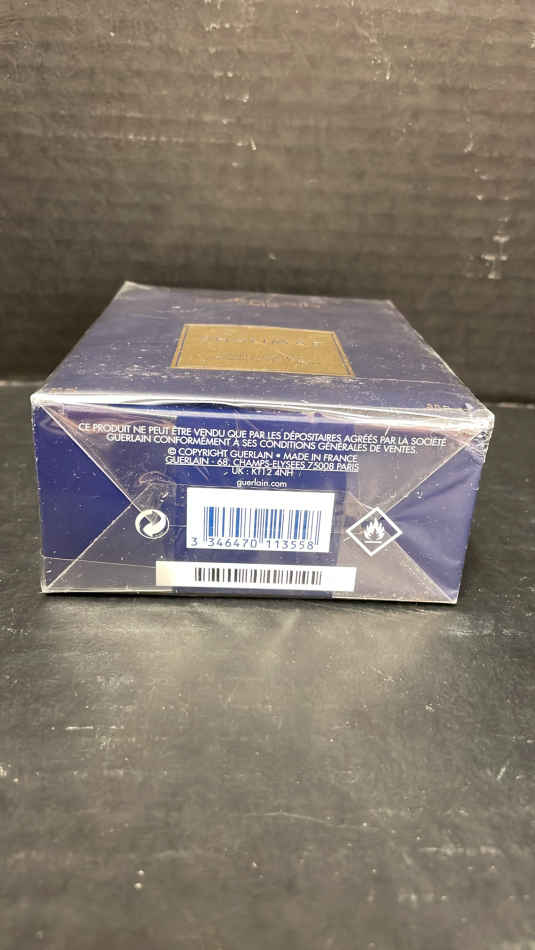 CE PRODUIT NE PEUT ÊTRE VENDU QUE PAR LES DÉPOSITAIRES AGRÉÉS PAR LA SOCIÉTÉ
GUERLAIN CONFORMÉMENT À SES CONDITIONS GÉNÉRALES DE VENTES.
© COPYRIGHT GUERLAIN • MADE IN FRANCE
GUERLAIN - 68, CHAMPS-ELYSEES 75008 PARIS
UK : KT12 4NH
guerlain.com
3 346470 113558